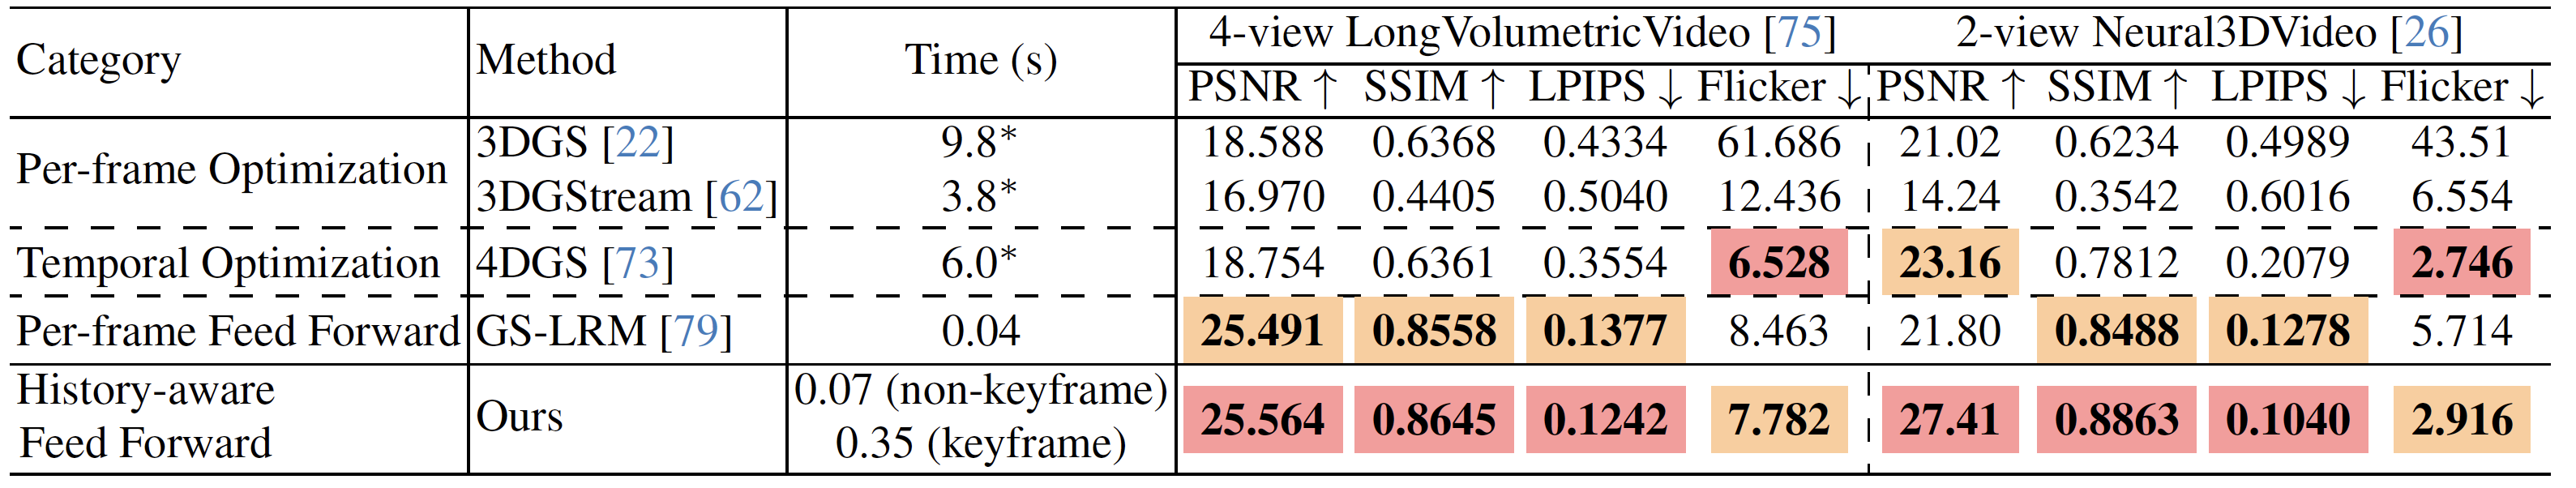 Category Method Time (s) 4-view LongVolumetricVideo [75] 2-view Neural3DVideo [26]
PSNR ↑ SSIM ↑ LPIPS ↓ Flicker ↓ PSNR ↑ SSIM ↑ LPIPS ↓ Flicker ↓
Per-frame Optimization 3DGS [22] 9.8* 18.588 0.6368 0.4334 61.686 21.02 0.6234 0.4989 43.51
3DGStream [62] 3.8* 16.970 0.4405 0.5040 12.436 14.24 0.3542 0.6016 6.554
Temporal Optimization 4DGS [73] 6.0* 18.754 0.6361 0.3554 6.528 23.16 0.7812 0.2079 2.746
Per-frame Feed Forward GS-LRM [79] 0.04 25.491 0.8558 0.1377 8.463 21.80 0.8488 0.1278 5.714
History-aware Feed Forward Ours 0.07 (non-keyframe) 0.35 (keyframe) 25.564 0.8645 0.1242 7.782 27.41 0.8863 0.1040 2.916